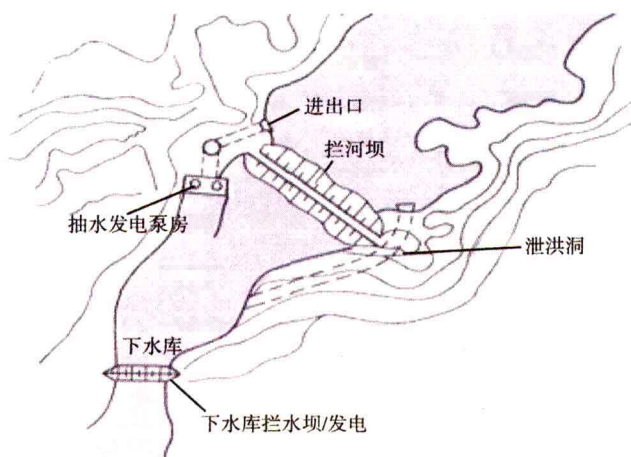 进出口
拦河坝
抽水发电泵房
泄洪洞
下水库
下水库拦水坝/发电